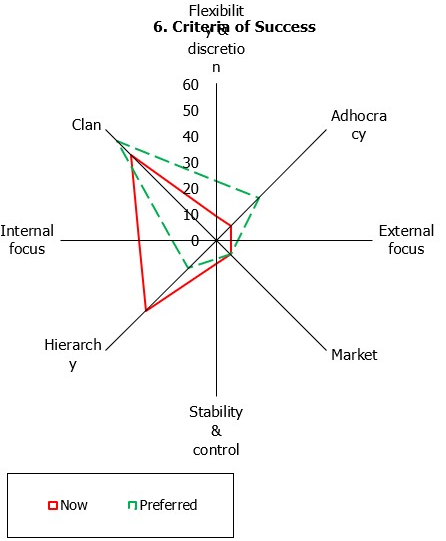 Flexibilit
y &
6. Criteria of Success
discretio
n
60
50
40
30
20
10
0
Clan
Adhocra
cy
Internal
focus
External
focus
Hierarch
y
Market
Stability
&
control
Now
Preferred